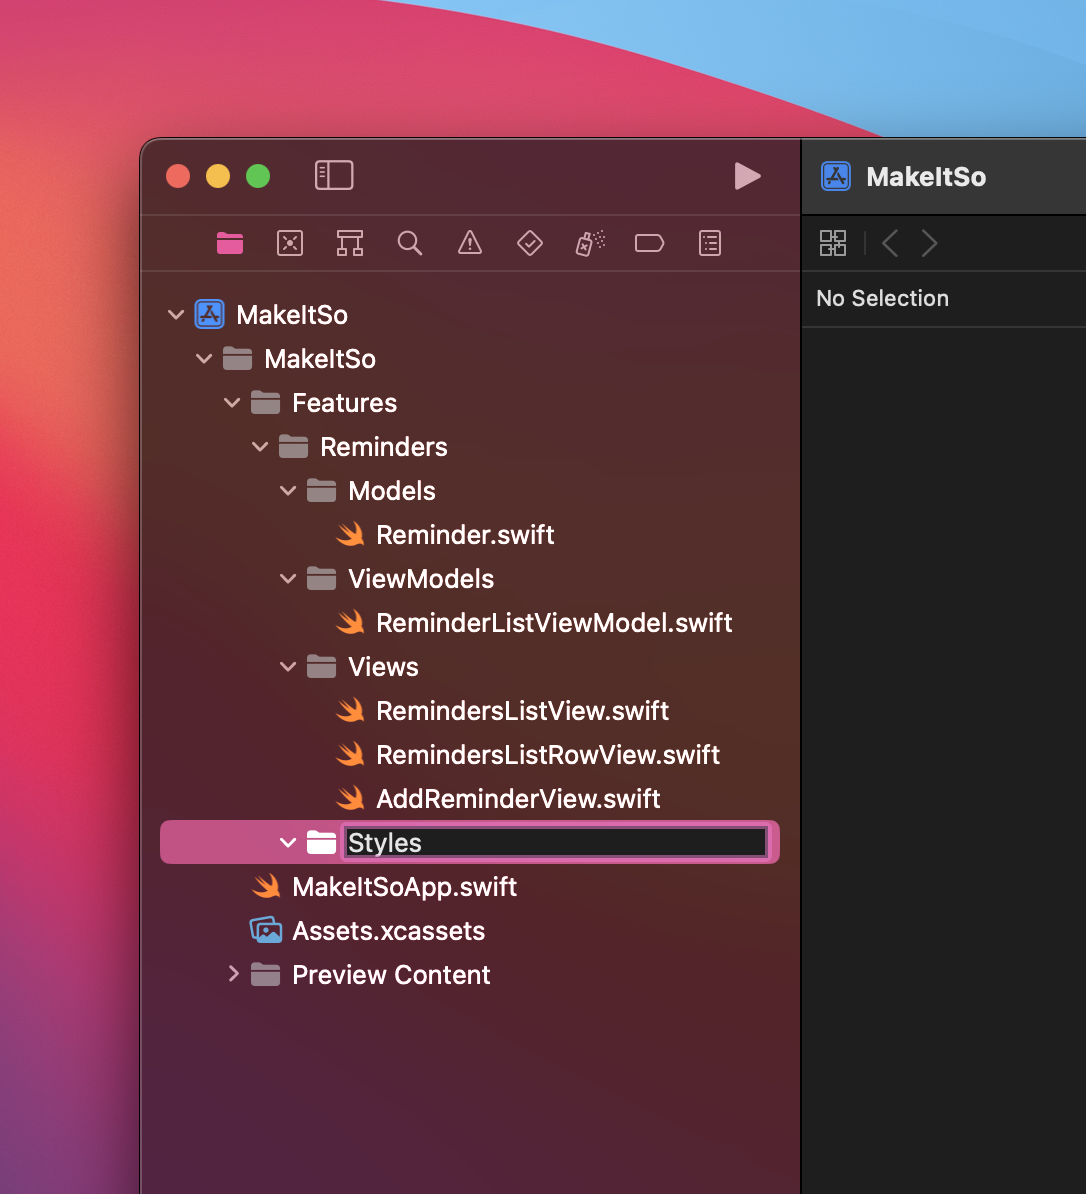 MakeItSo
No Selection
MakeItSo
MakeItSo
Features
Reminders
Models
Reminder.swift
ViewModels
ReminderListViewModel.swift
Views
RemindersListView.swift
RemindersListRowView.swift
AddReminderView.swift
Styles
MakeItSoApp.swift
Assets.xcassets
Preview Content